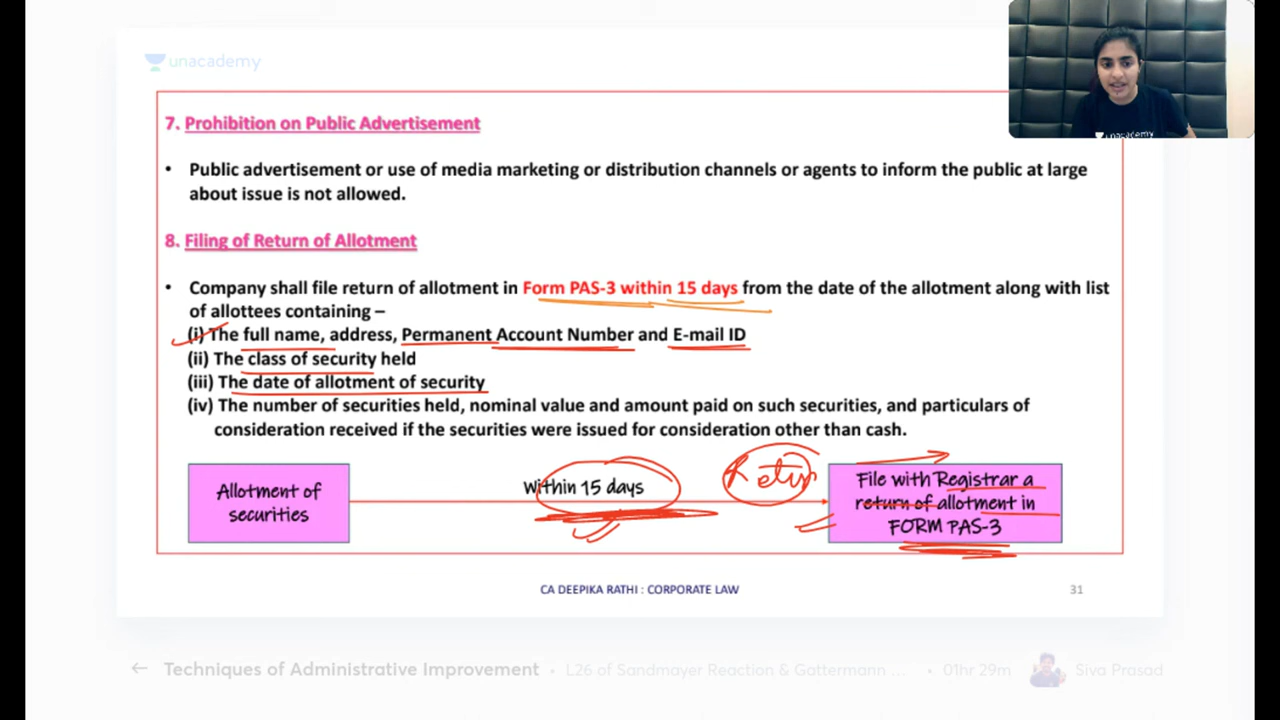 unacademy
unacademy
7. Prohibition on Public Advertisement
• Public advertisement or use of media marketing or distribution channels or agents to inform the public at large
about issue is not allowed.
8. Filing of Return of Allotment
• Company shall file return of allotment in Form PAS-3 within 15 days from the date of the allotment along with list
of allottees containing –
(i) The full name, address, Permanent Account Number and E-mail ID
(ii) The class of security held
(iii) The date of allotment of security
(iv) The number of securities held, nominal value and amount paid on such securities, and particulars of
consideration received if the securities were issued for consideration other than cash.
Allotment of
securities
Within 15 days
Return
File with Registrar a
return of allotment in
FORM PAS-3
CA DEEPIKA RATHI : CORPORATE LAW
31
← Techniques of Administrative Improvement • L26 of Sandmayer Reaction & Gattermann ... • 01hr 29m Siva Prasad